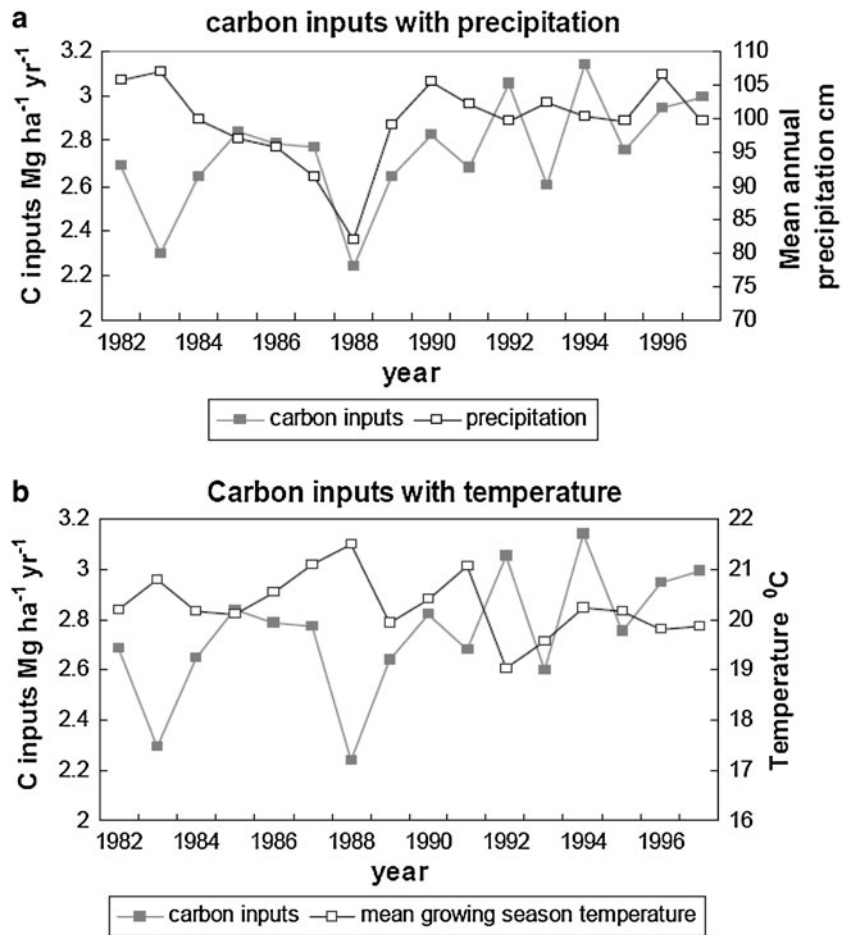 a
carbon inputs with precipitation
C inputs Mg ha⁻¹ yr⁻¹
3.2
3
2.8
2.6
2.4
2.2
2
Mean annual
precipitation cm
110
105
100
95
90
85
80
75
70
1982 1984 1986 1988 1990 1992 1994 1996
year
carbon inputs precipitation
b
Carbon inputs with temperature
C inputs Mg ha⁻¹ yr⁻¹
3.2
3
2.8
2.6
2.4
2.2
2
Temperature ⁰C
22
21
20
19
18
17
16
1982 1984 1986 1988 1990 1992 1994 1996
year
carbon inputs mean growing season temperature